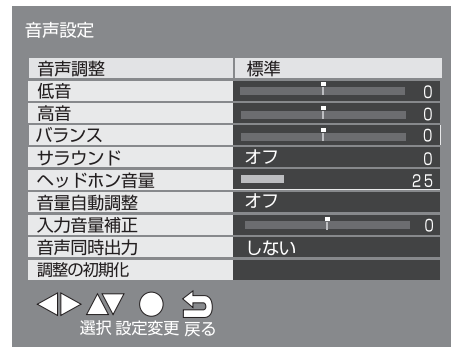 音声設定
音声調整 標準
低音 0
高音 0
バランス 0
サラウンド オフ 0
ヘッドホン音量 25
音量自動調整 オフ
入力音量補正 0
音声同時出力 しない
調整の初期化
選択 設定変更 戻る